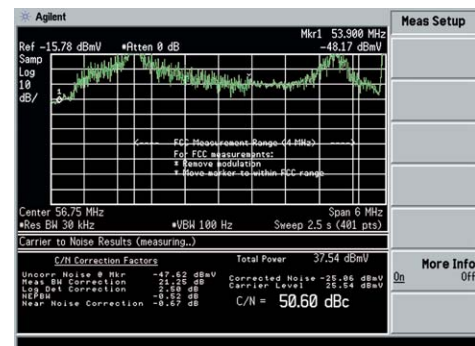 Agilent
Meas Setup
Mkr1 53.900 MHz
Ref -15.78 dBmV *Atten 0 dB -48.17 dBmV
Samp
Log
10
dB/
1
<---- FCC Measurement Range (4 MHz) ---->
For FCC measurements:
* Remove modulation
* Move marker to within FCC range
Center 56.75 MHz Span 6 MHz
*Res BW 30 kHz *VBW 100 Hz Sweep 2.5 s (401 pts)
Carrier to Noise Results (measuring..)
C/N Correction Factors Total Power 37.54 dBmV
Uncorr Noise @ Mkr -47.62 dBmV
Meas BW Correction 21.25 dB
Log Det Correction 2.50 dB
NEPBW -0.52 dB
Near Noise Correction -0.67 dB
Corrected Noise -25.06 dBmV
Carrier Level 25.54 dBmV
C/N = 50.60 dBc
More Info
On Off